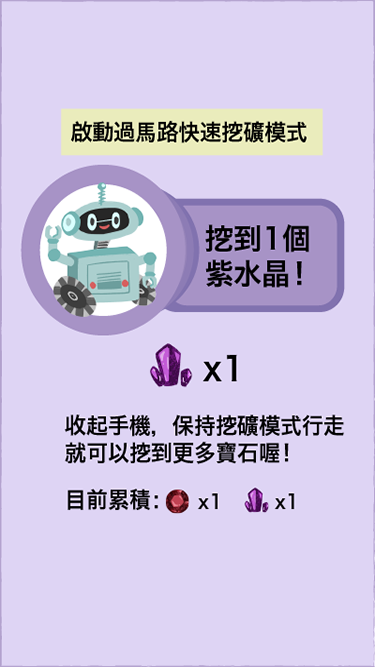 啟動過馬路快速挖礦模式
挖到1個
紫水晶!
x1
收起手機，保持挖礦模式行走
就可以挖到更多寶石喔!
目前累積: x1 x1